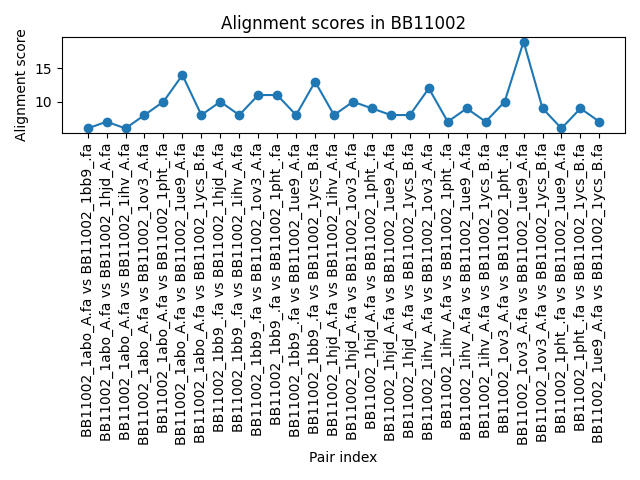 Alignment scores in BB11002
Alignment score
15
10
BB11002_1abo_A.fa vs BB11002_1bb9_.fa
BB11002_1abo_A.fa vs BB11002_1hjd_A.fa
BB11002_1abo_A.fa vs BB11002_1ihv_A.fa
BB11002_1abo_A.fa vs BB11002_1ov3_A.fa
BB11002_1abo_A.fa vs BB11002_1pht_.fa
BB11002_1abo_A.fa vs BB11002_1ue9_A.fa
BB11002_1abo_A.fa vs BB11002_1ycs_B.fa
BB11002_1bb9_.fa vs BB11002_1hjd_A.fa
BB11002_1bb9_.fa vs BB11002_1ihv_A.fa
BB11002_1bb9_.fa vs BB11002_1ov3_A.fa
BB11002_1bb9_.fa vs BB11002_1pht_.fa
BB11002_1bb9_.fa vs BB11002_1ue9_A.fa
BB11002_1bb9_.fa vs BB11002_1ycs_B.fa
BB11002_1hjd_A.fa vs BB11002_1ihv_A.fa
BB11002_1hjd_A.fa vs BB11002_1ov3_A.fa
BB11002_1hjd_A.fa vs BB11002_1pht_.fa
BB11002_1hjd_A.fa vs BB11002_1ue9_A.fa
BB11002_1hjd_A.fa vs BB11002_1ycs_B.fa
BB11002_1ihv_A.fa vs BB11002_1ov3_A.fa
BB11002_1ihv_A.fa vs BB11002_1pht_.fa
BB11002_1ihv_A.fa vs BB11002_1ue9_A.fa
BB11002_1ihv_A.fa vs BB11002_1ycs_B.fa
BB11002_1ov3_A.fa vs BB11002_1pht_.fa
BB11002_1ov3_A.fa vs BB11002_1ue9_A.fa
BB11002_1ov3_A.fa vs BB11002_1ycs_B.fa
BB11002_1pht_.fa vs BB11002_1ue9_A.fa
BB11002_1pht_.fa vs BB11002_1ycs_B.fa
BB11002_1ue9_A.fa vs BB11002_1ycs_B.fa
Pair index